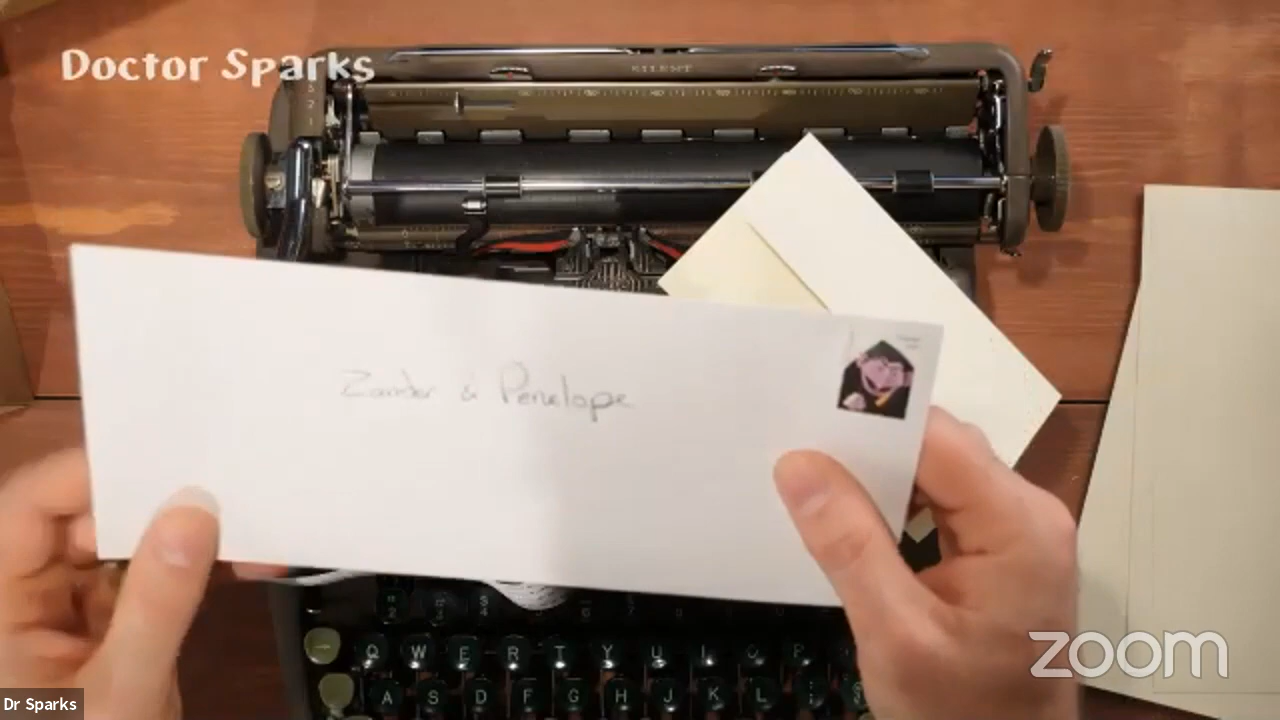 Doctor Sparks
SILENT
Zander & Penelope
Q W E R T Y U I O P
A S D F G H J K L
zoom
Dr Sparks